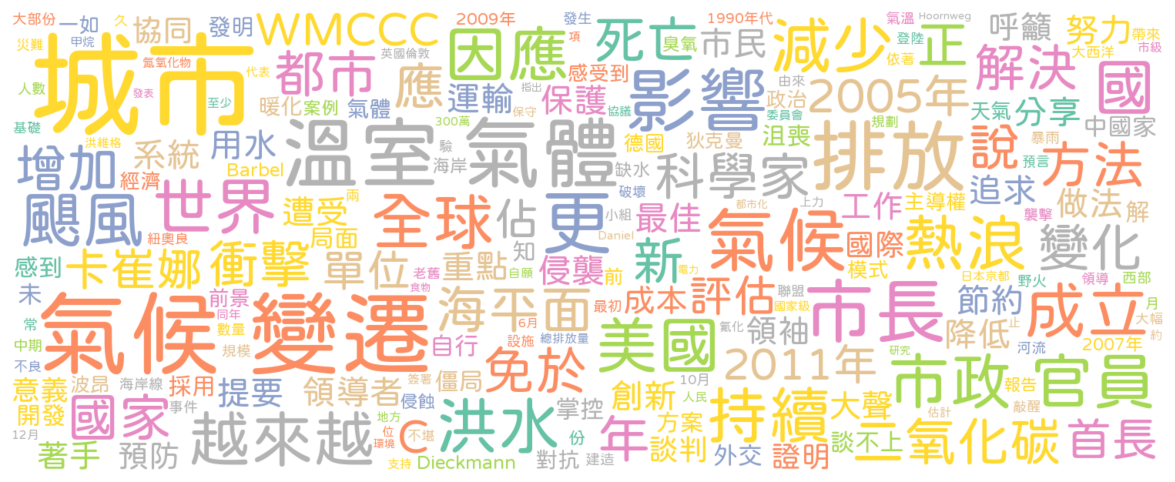 大部份 久 一如 協同 發明 WMCCC 2009年 發生 死亡 1990年代 氣溫 Hoornweg 呼籲 努力 帶來
災難 甲烷 城市 都市 英國倫敦 因應 項 臭氧 市民 減少 登陸 正 大西洋 市級
氮氧化物 代表 應 感受到 影響 依著 解決 國
人數 發表 至少 暖化 案例 氣體 運輸 指出 保護 協議 政治 由來 2005年 天氣 分享
基礎 洪維格 用水 300萬 保守 委員會 規劃 暴雨 中國家
增加 系統 溫室氣體 驗 德國 狄克曼 沮喪 排放 說 預言 方法
經濟 Barbel 海岸 缺水 科學家 追求
颶風 世界 兩 遭受 全球 佔 破壞 更 小組 最佳 都市化 上力 工作 主導權 襲擊 做法 解
紐奧良 局面 化 Daniel 氣候 國際 熱浪 變化
感到 卡崔娜 衝擊 單位 知 重點 侵襲 前 新 模式 日本京都 野火 領導 西部
未 前景 老舊 自願 食物 最初 成本 評估 電力 聯盟 國家級 市長 節約 成立 月
常 同年 氣候變遷 海平面 6月 設施 美國 氰化 領袖 降低 止 大幅
中期 數量 規模 自行 總排放量 2011年 研究 河流 2007年 約
不良 波昂 海岸線 採用 提要 領導者 簽署 僵局 免於 10月 市政官員 報告
意義 開發 國家 事件 侵蝕 洪水 掌控 創新 人民 持續 大聲 估計 敲醒
12月 著手 預防 越來越 地方 位 環境 支持 C 不堪 Dieckmann 份 對抗 建造 年 方案 談判 外交 談不上 證明 二氧化碳 首長